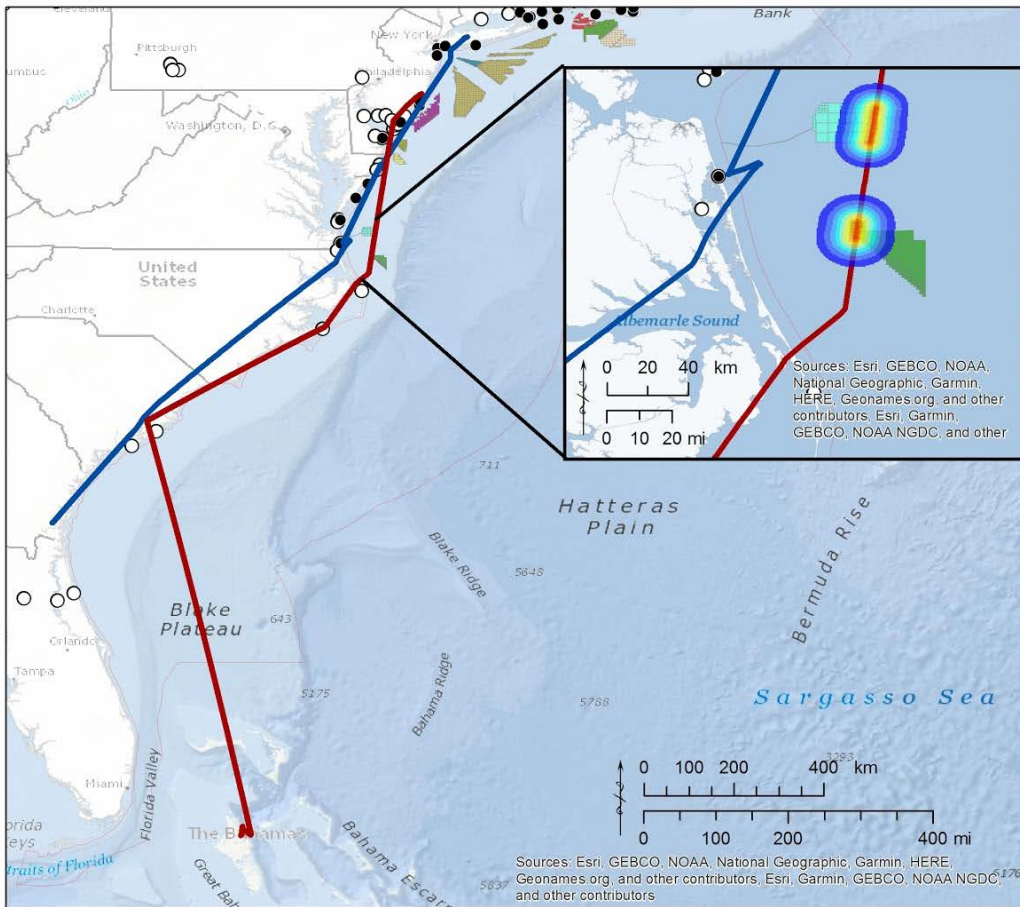 Cleveland
Pittsburgh
New York
Bank
umbus
Ohio
Philadelphia
Washington, D.C.
United
States
Charlotte
Albemarle Sound
0 20 40 km
0 10 20 mi
Sources: Esri, GEBCO, NOAA,
National Geographic, Garmin,
HERE, Geonames.org, and other
contributors, Esri, Garmin,
GEBCO, NOAA NGDC, and other
711
Hatteras
Plain
Blake Ridge
5648
Bermuda Rise
Blake
Plateau
643
Orlando
Tampa
5175
Bahama Ridge
5788
Sargasso Sea
3293
Miami
Florida Valley
orida
eys
The Bahamas
traits of Florida
Great Bah
Bahama Escar
5837
5176
0 100 200 400 km
0 100 200 400 mi
Sources: Esri, GEBCO, NOAA, National Geographic, Garmin, HERE,
Geonames.org, and other contributors, Esri, Garmin, GEBCO, NOAA NGDC,
and other contributors